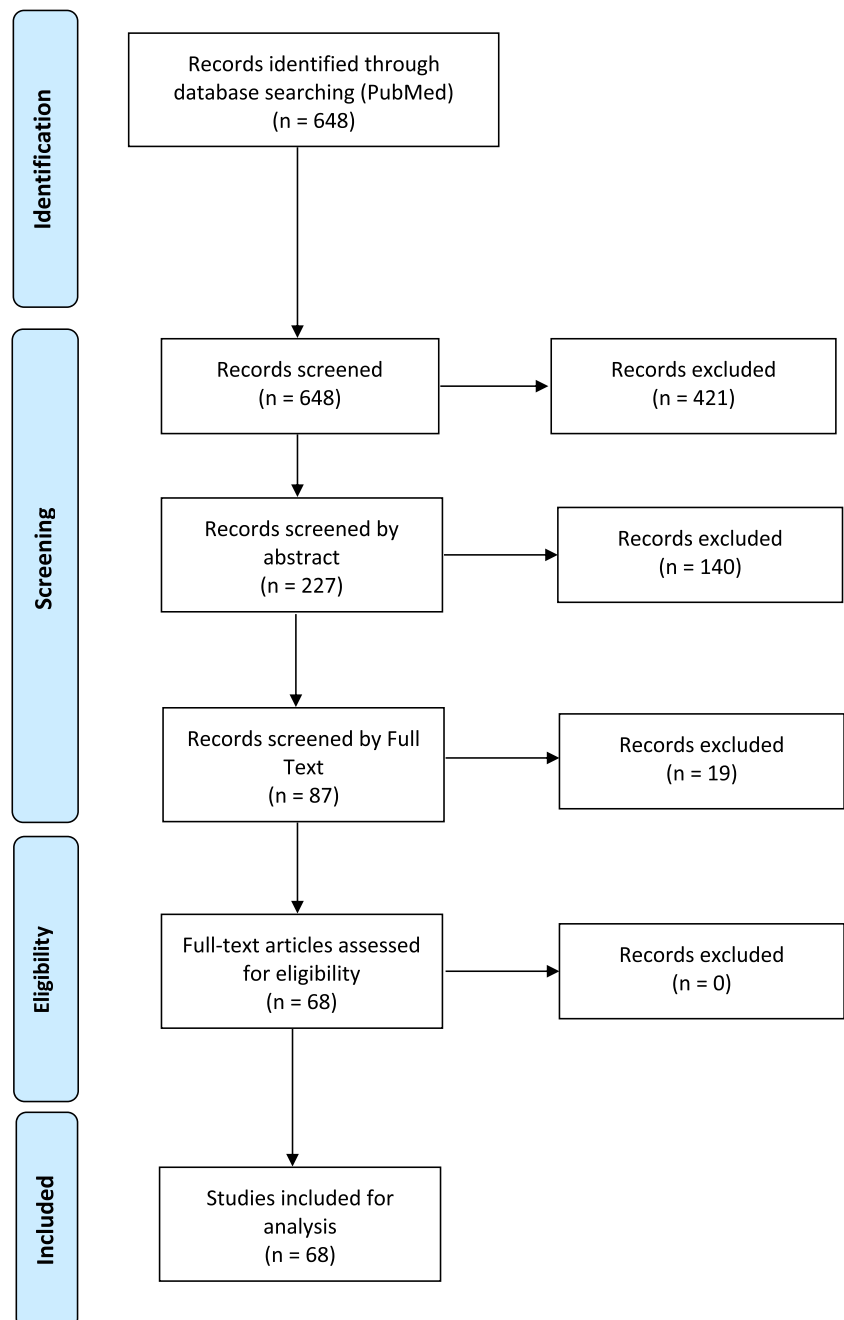 Identification
Records identified through
database searching (PubMed)
(n = 648)
Screening
Records screened
(n = 648)
Records excluded
(n = 421)
Records screened by
abstract
(n = 227)
Records excluded
(n = 140)
Records screened by Full
Text
(n = 87)
Records excluded
(n = 19)
Eligibility
Full-text articles assessed
for eligibility
(n = 68)
Records excluded
(n = 0)
Included
Studies included for
analysis
(n = 68)